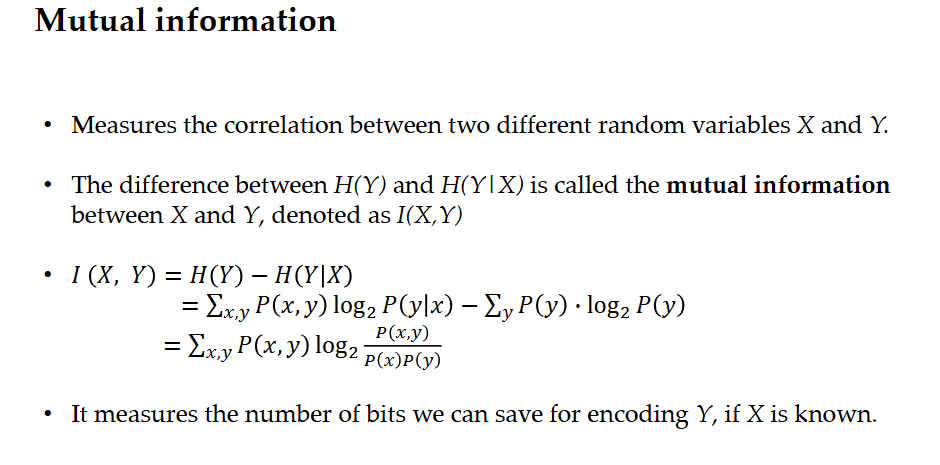 Mutual information
• Measures the correlation between two different random variables X and Y.
• The difference between H(Y) and H(Y|X) is called the mutual information
between X and Y, denoted as I(X,Y)
• I (X, Y) = H(Y) − H(Y|X)
= ∑x,y P(x, y) log₂ P(y|x) − ∑y P(y) · log₂ P(y)
= ∑x,y P(x, y) log₂ P(x,y) / P(x)P(y)
• It measures the number of bits we can save for encoding Y, if X is known.